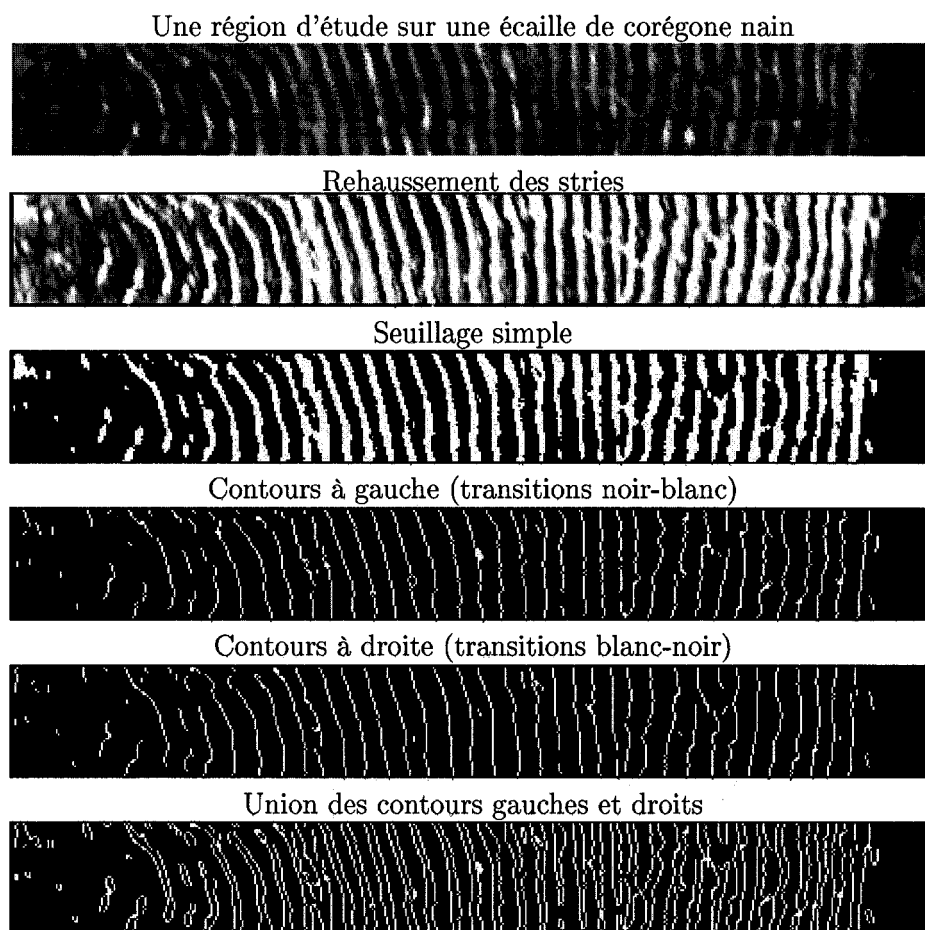 Une région d'étude sur une écaille de corégone nain
Rehaussement des stries
Seuillage simple
Contours à gauche (transitions noir-blanc)
Contours à droite (transitions blanc-noir)
Union des contours gauches et droits